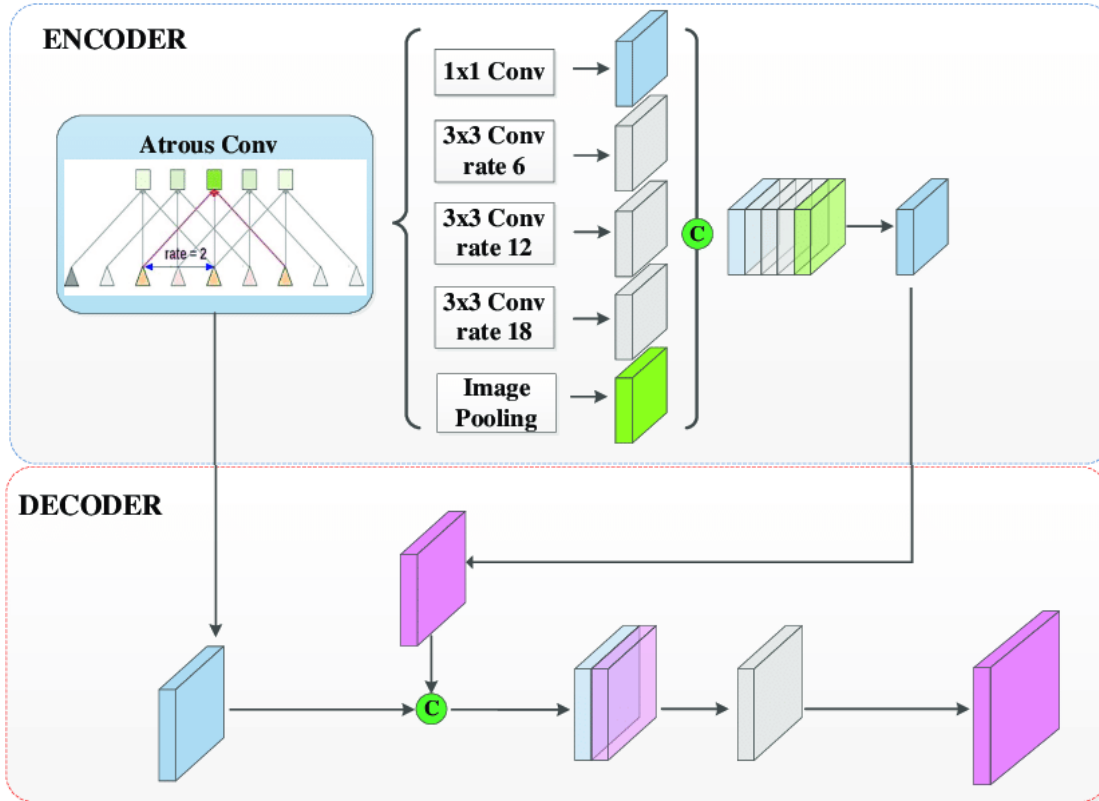 ENCODER
Atrous Conv
rate = 2
1x1 Conv
3x3 Conv
rate 6
3x3 Conv
rate 12
3x3 Conv
rate 18
Image
Pooling
C
DECODER
C